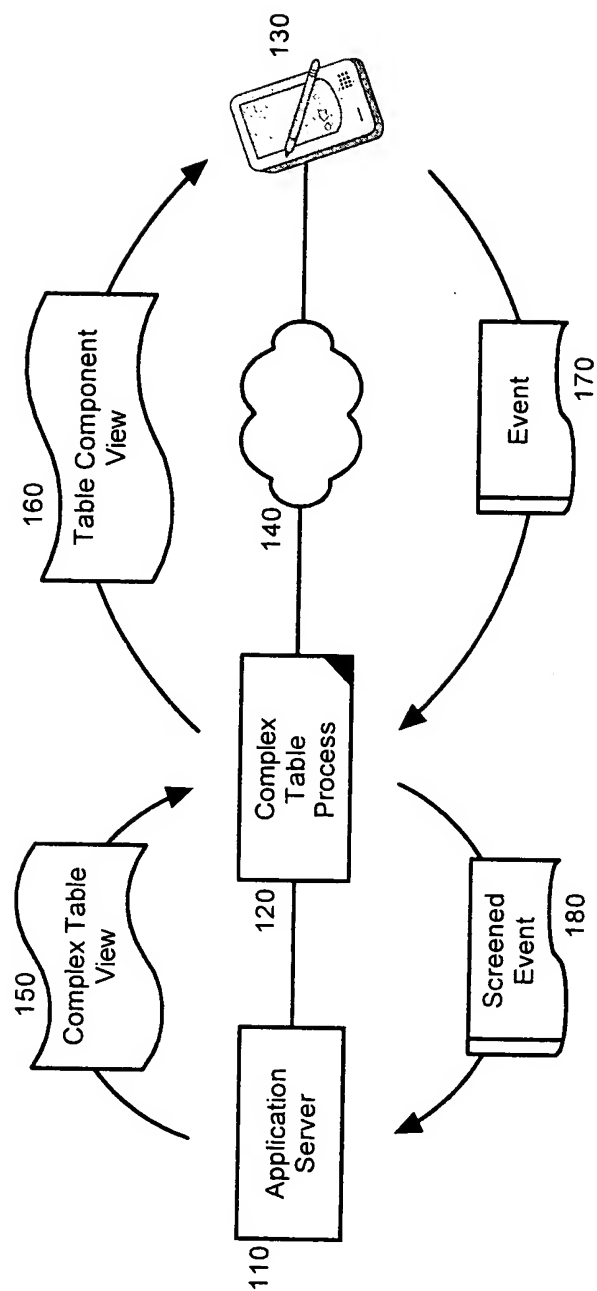 150
Complex Table
View
160
Table Component
View
110
Application
Server
120
Complex
Table
Process
140
130
Screened
Event
180
Event
170